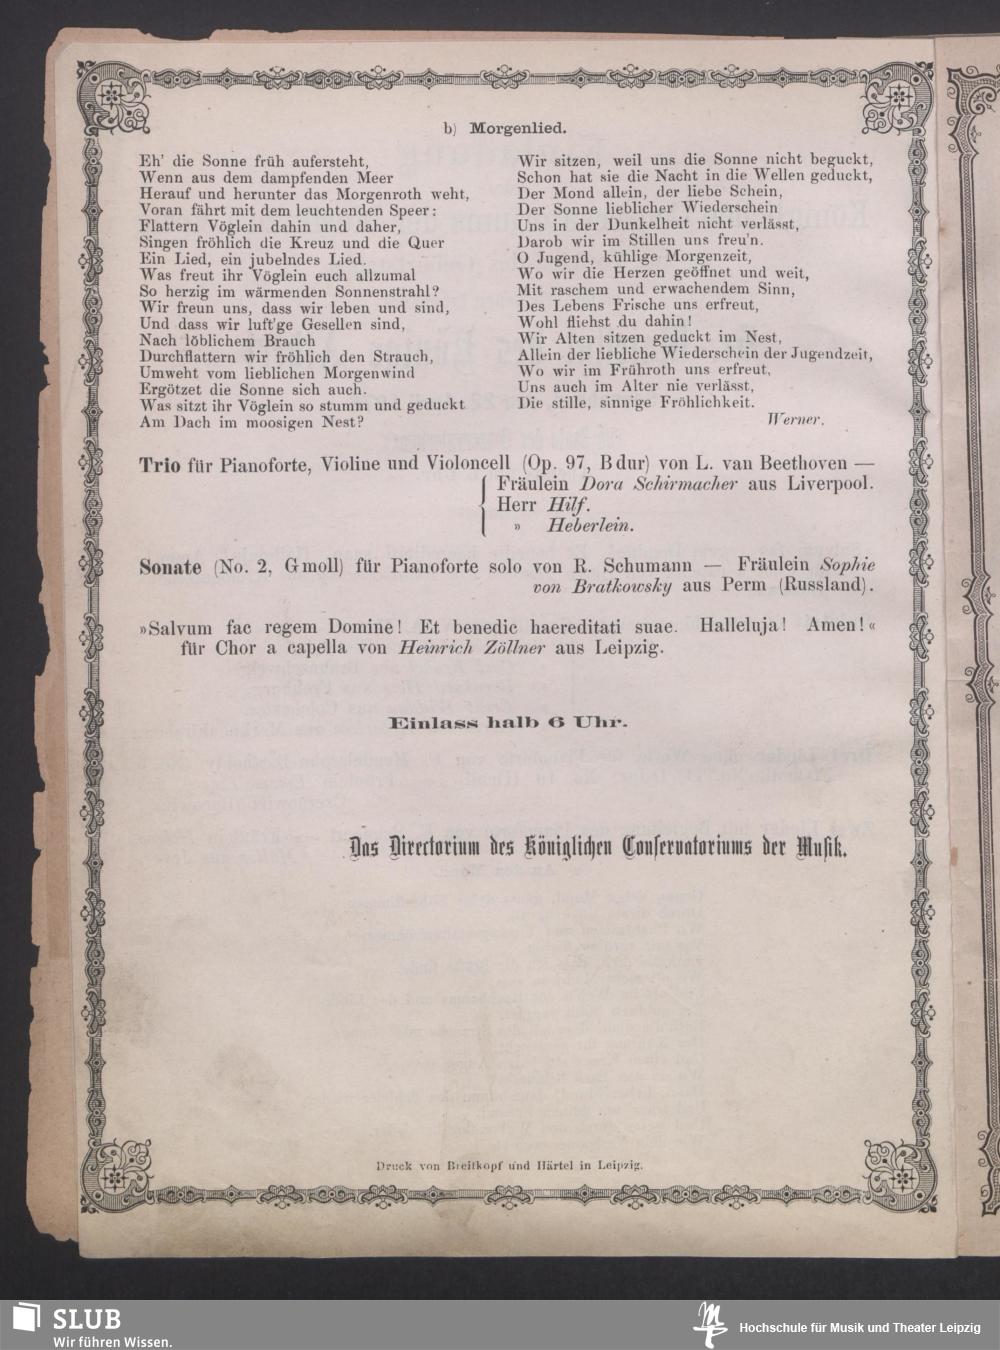 b) Morgenlied.
Eh' die Sonne früh aufersteht,
Wenn aus dem dampfenden Meer
Herauf und herunter das Morgenroth weht,
Voran fährt mit dem leuchtenden Speer:
Flattern Vöglein dahin und daher,
Singen fröhlich die Kreuz und die Quer
Ein Lied, ein jubelndes Lied.
Was freut ihr Vöglein euch allzumal
So herzig im wärmenden Sonnenstrahl?
Wir freun uns, dass wir leben und sind,
Und dass wir luft'ge Gesellen sind,
Nach löblichem Brauch
Durchflattern wir fröhlich den Strauch,
Umweht vom lieblichen Morgenwind
Ergötzet die Sonne sich auch.
Was sitzt ihr Vöglein so stumm und geduckt
Am Dach im moosigen Nest?
Wir sitzen, weil uns die Sonne nicht beguckt,
Schon hat sie die Nacht in die Wellen geduckt,
Der Mond allein, der liebe Schein,
Der Sonne lieblicher Wiederschein
Uns in der Dunkelheit nicht verlässt,
Darob wir im Stillen uns freu'n.
O Jugend, kühlige Morgenzeit,
Wo wir die Herzen geöffnet und weit,
Mit raschem und erwachendem Sinn,
Des Lebens Frische uns erfreut,
Wohl fliehst du dahin!
Wir Alten sitzen geduckt im Nest,
Allein der liebliche Wiederschein der Jugendzeit,
Wo wir im Frühroth uns erfreut,
Uns auch im Alter nie verlässt,
Die stille, sinnige Fröhlichkeit.
Werner.
Trio für Pianoforte, Violine und Violoncell (Op. 97, B dur) von L. van Beethoven —
Fräulein Dora Schirmacher aus Liverpool.
Herr Hilf.
» Heberlein.
Sonate (No. 2, G moll) für Pianoforte solo von R. Schumann — Fräulein Sophie
von Bratkowsky aus Perm (Russland).
»Salvum fac regem Domine! Et benedic haereditati suae. Halleluja! Amen!«
für Chor a capella von Heinrich Zöllner aus Leipzig.
Einlass halb 6 Uhr.
Das Directorium des Königlichen Conservatoriums der Musik.
Druck von Breitkopf und Härtel in Leipzig.
SLUB
Wir führen Wissen.
Hochschule für Musik und Theater Leipzig